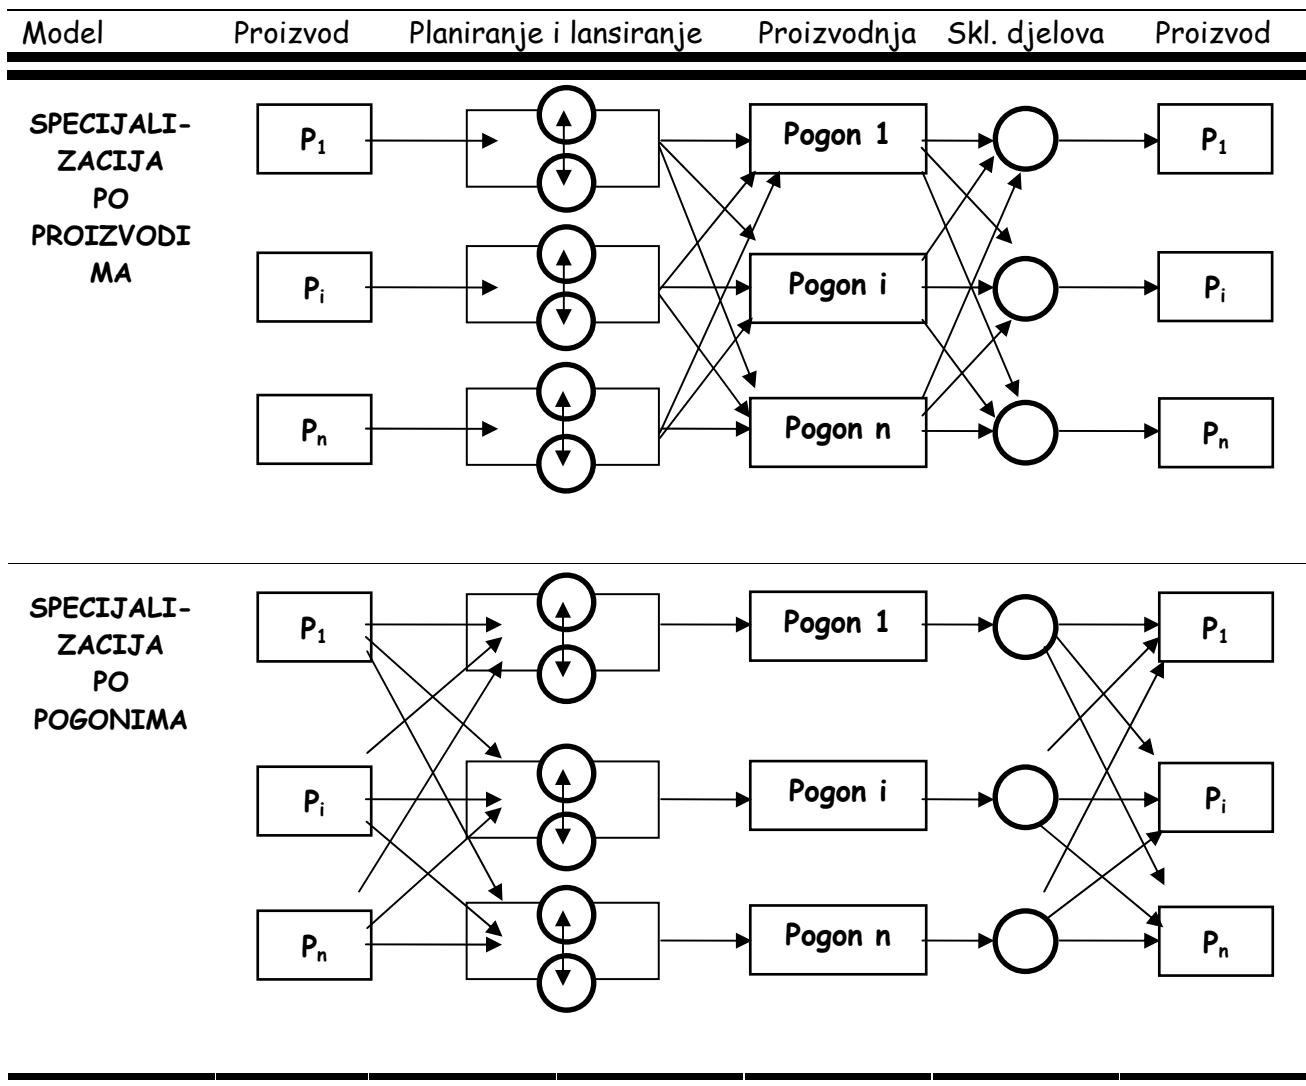 Model Proizvod Planiranje i lansiranje Proizvodnja Skl. djelova Proizvod
SPECIJALI-
ZACIJA
PO
PROIZVODI
MA
P1 Pogon 1 P1
Pi Pogon i Pi
Pn Pogon n Pn
SPECIJALI-
ZACIJA
PO
POGONIMA
P1 Pogon 1 P1
Pi Pogon i Pi
Pn Pogon n Pn